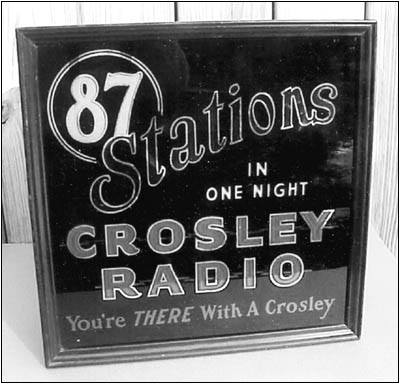 87
Stations
IN
ONE NIGHT
CROSLEY
RADIO
You're THERE With A Crosley